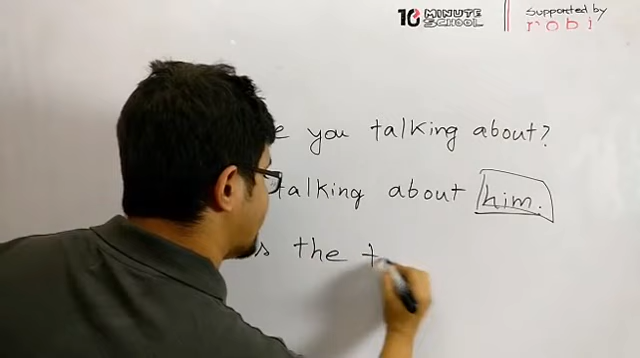 10 MINUTE SCHOOL
Supported by
robi
you talking about?
talking about him.
the t